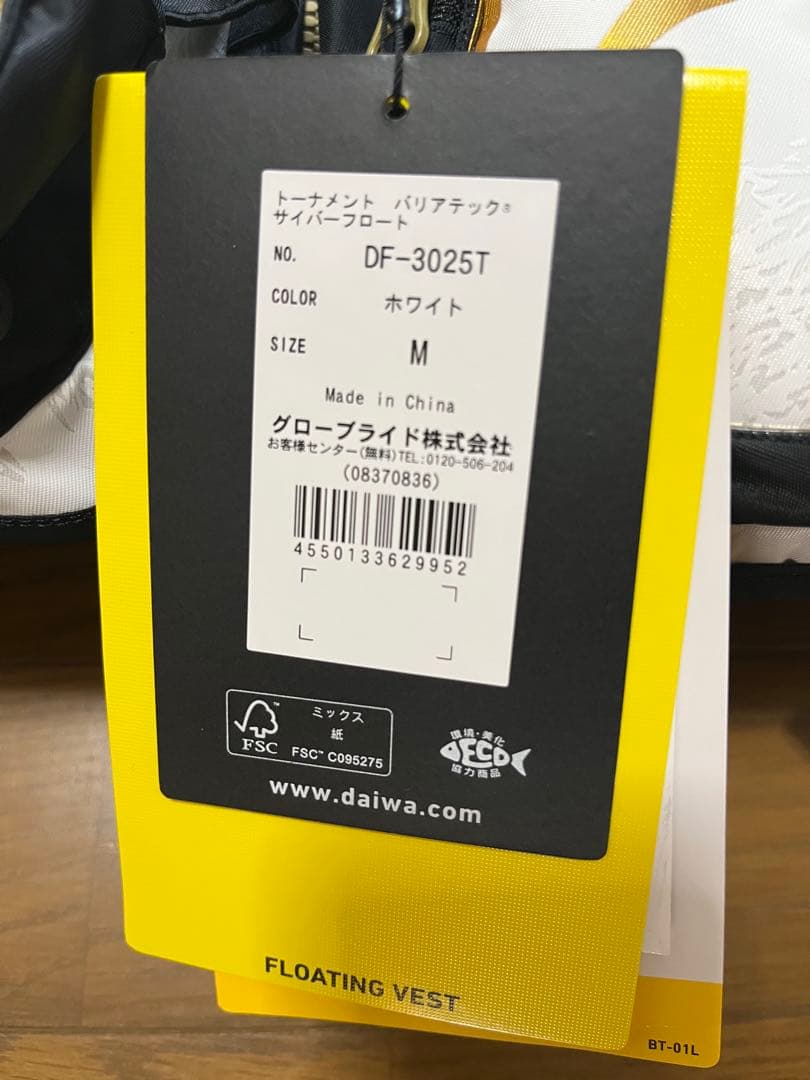 トーナメント バリアテック®
サイバーフロート
NO. DF-3025T
COLOR ホワイト
SIZE M
Made in China
グローブライド株式会社
お客様センター(無料)TEL:0120-506-204
(08370836)
4550133629952
FSC™
ミックス
紙
FSC™ C095275
環境・美化
ECO
協力商品
www.daiwa.com
FLOATING VEST
BT-01L